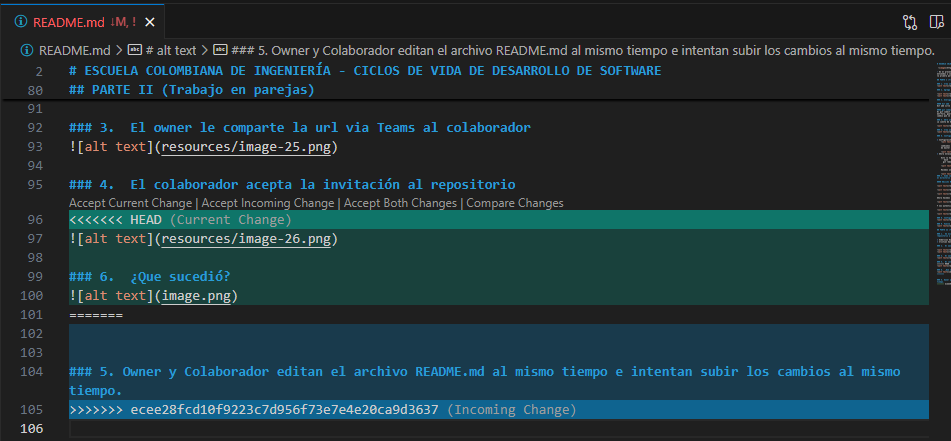 README.md ↓M, !
README.md > # alt text > ### 5. Owner y Colaborador editan el archivo README.md al mismo tiempo e intentan subir los cambios al mismo tiempo.
2 # ESCUELA COLOMBIANA DE INGENIERÍA - CICLOS DE VIDA DE DESARROLLO DE SOFTWARE
80 ## PARTE II (Trabajo en parejas)
91
92 ### 3.  El owner le comparte la url via Teams al colaborador
93 ![alt text](resources/image-25.png)
94
95 ### 4.  El colaborador acepta la invitación al repositorio
Accept Current Change | Accept Incoming Change | Accept Both Changes | Compare Changes
96 <<<<<<< HEAD (Current Change)
97 ![alt text](resources/image-26.png)
98
99 ### 6.  ¿Que sucedió?
100 ![alt text](image.png)
101 =======
102
103
104 ### 5. Owner y Colaborador editan el archivo README.md al mismo tiempo e intentan subir los cambios al mismo
tiempo.
105 >>>>>>> ecee28fcd10f9223c7d956f73e7e4e20ca9d3637 (Incoming Change)
106